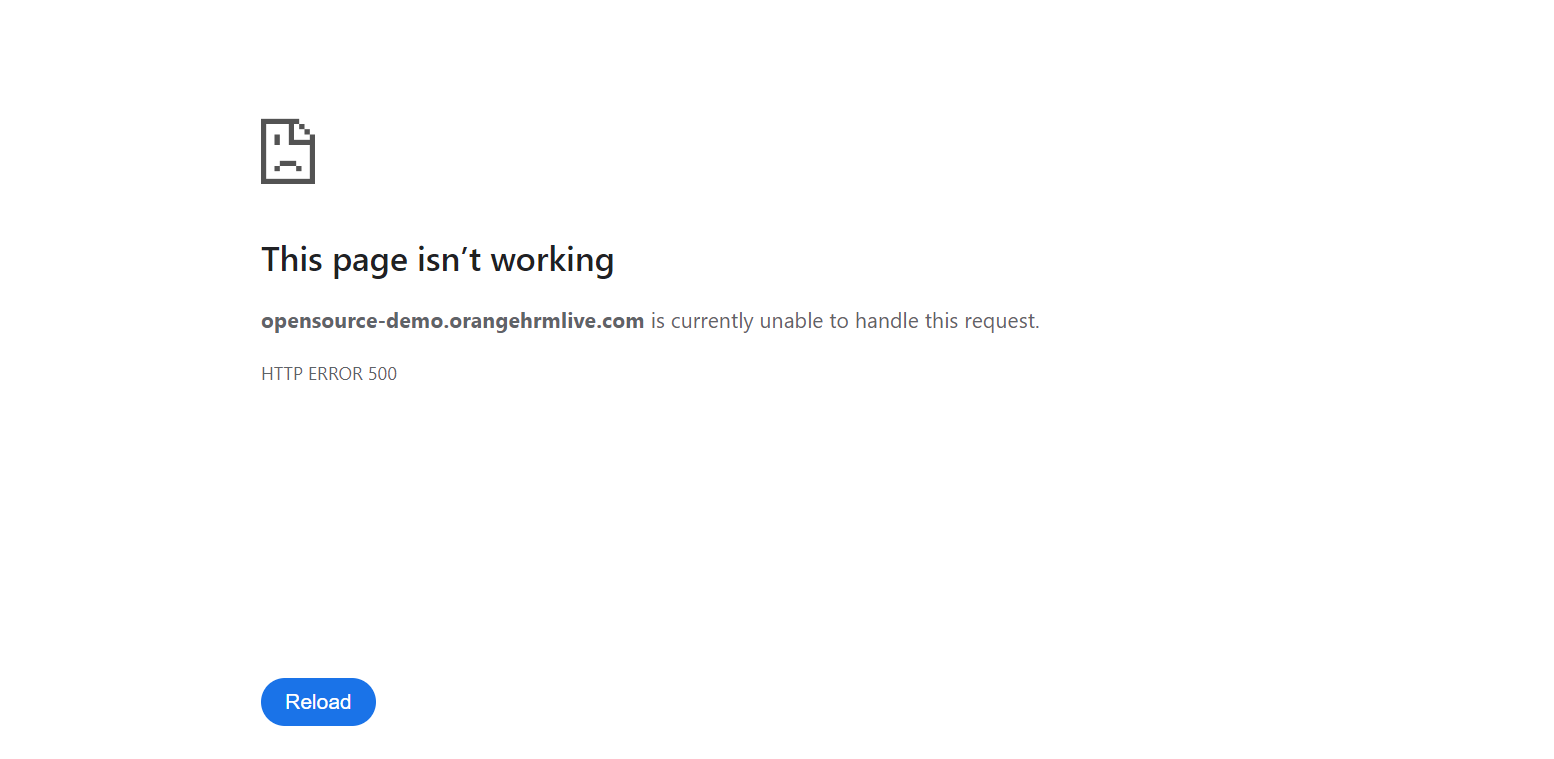 This page isn’t working
opensource-demo.orangehrmlive.com is currently unable to handle this request.
HTTP ERROR 500
Reload